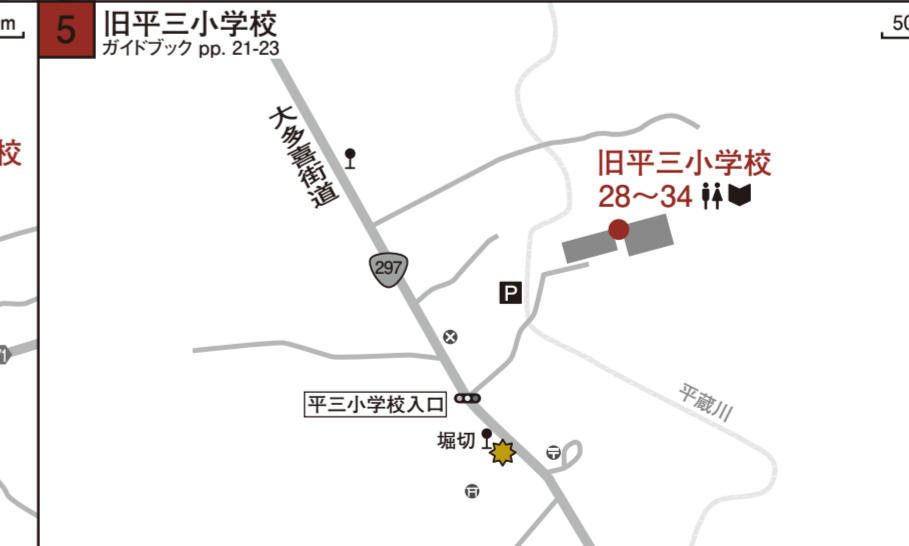 m
5
旧平三小学校
ガイドブック pp. 21-23
50
校
大多喜街道
旧平三小学校
28〜34
297
P
平三小学校入口
平蔵川
堀切